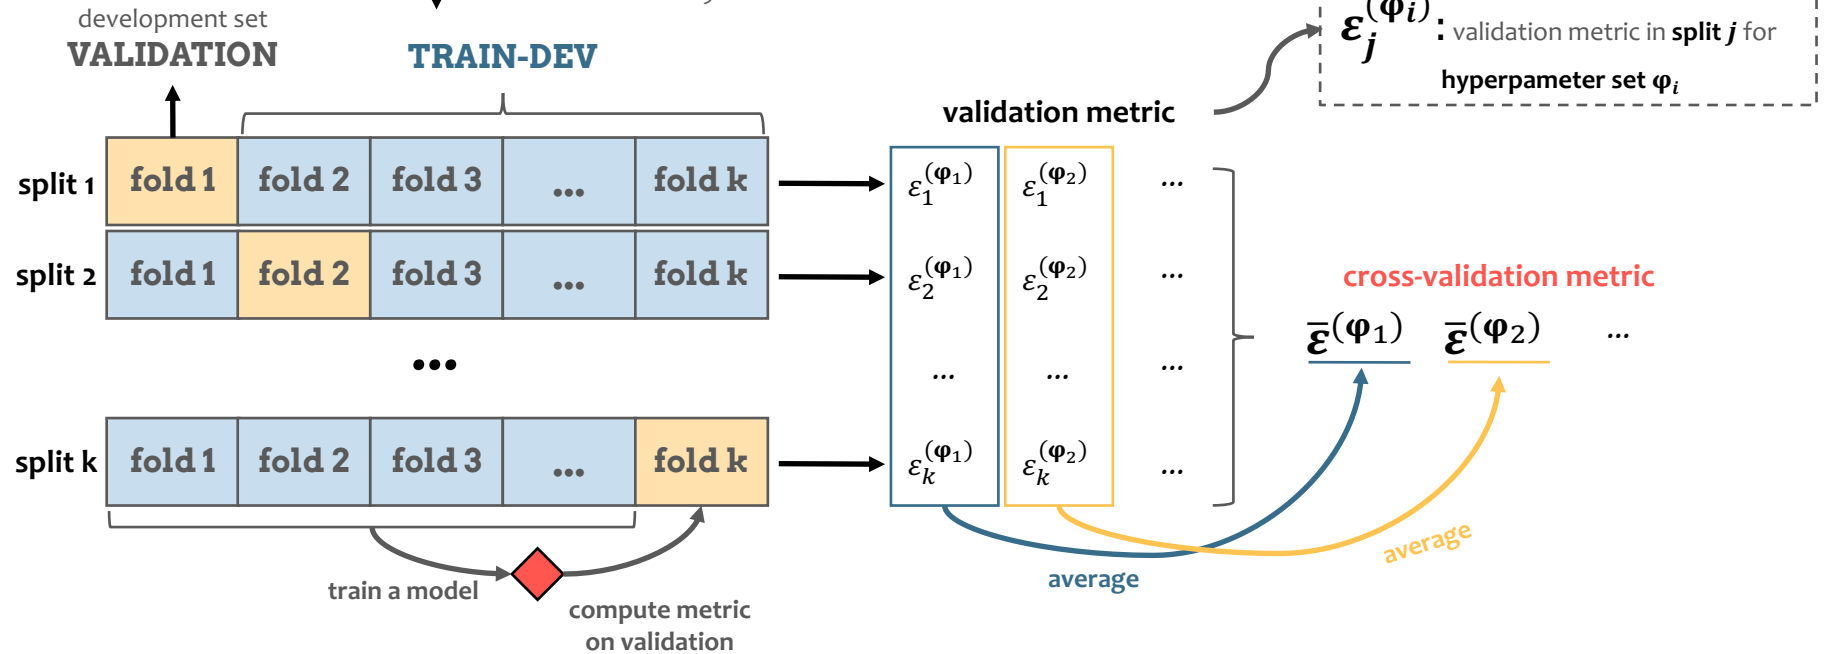 development set
VALIDATION
TRAIN-DEV
ε_j^(φ_i) : validation metric in split j for
hyperpameter set φ_i
validation metric
split 1 fold 1 fold 2 fold 3 ... fold k ε_1^(φ_1) ε_1^(φ_2) ...
split 2 fold 1 fold 2 fold 3 ... fold k ε_2^(φ_1) ε_2^(φ_2) ...
cross-validation metric
ε̅^(φ_1) ε̅^(φ_2) ...
... ... ... ...
split k fold 1 fold 2 fold 3 ... fold k ε_k^(φ_1) ε_k^(φ_2) ...
average
average
train a model
compute metric
on validation